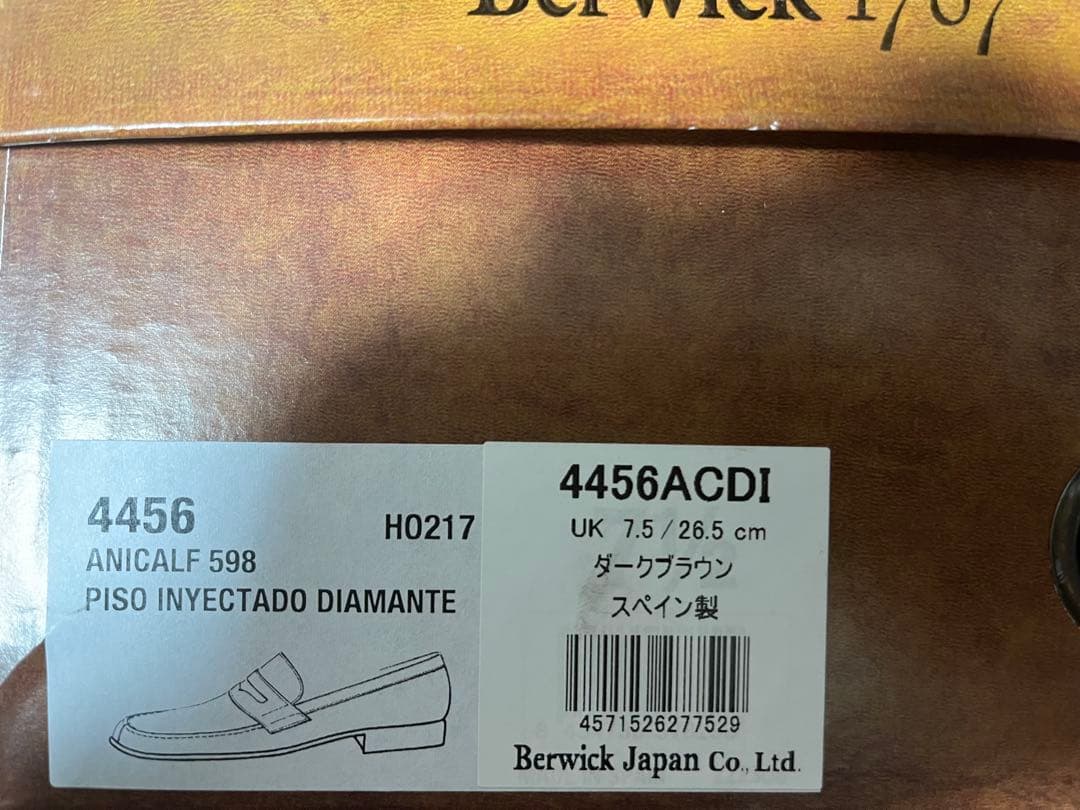 Berwick 1707
4456
HO217
ANICALF 598
PISO INYECTADO DIAMANTE
4456ACDI
UK 7.5 / 26.5 cm
ダークブラウン
スペイン製
4571526277529
Berwick Japan Co., Ltd.